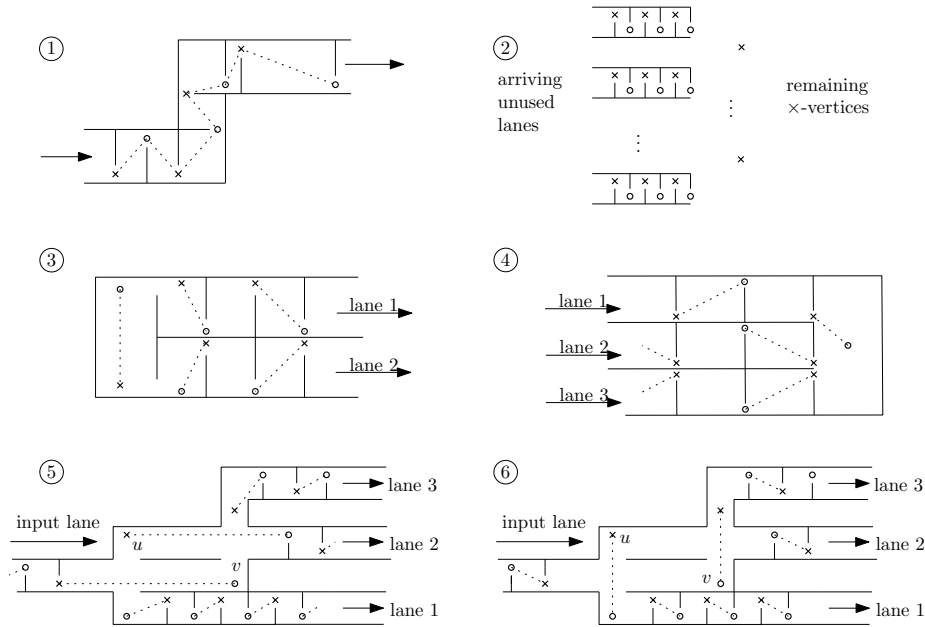 1
2
arriving
unused
lanes
remaining
×-vertices
3
lane 1
lane 2
4
lane 1
lane 2
lane 3
5
input lane
u
v
lane 3
lane 2
lane 1
6
input lane
u
v
lane 3
lane 2
lane 1